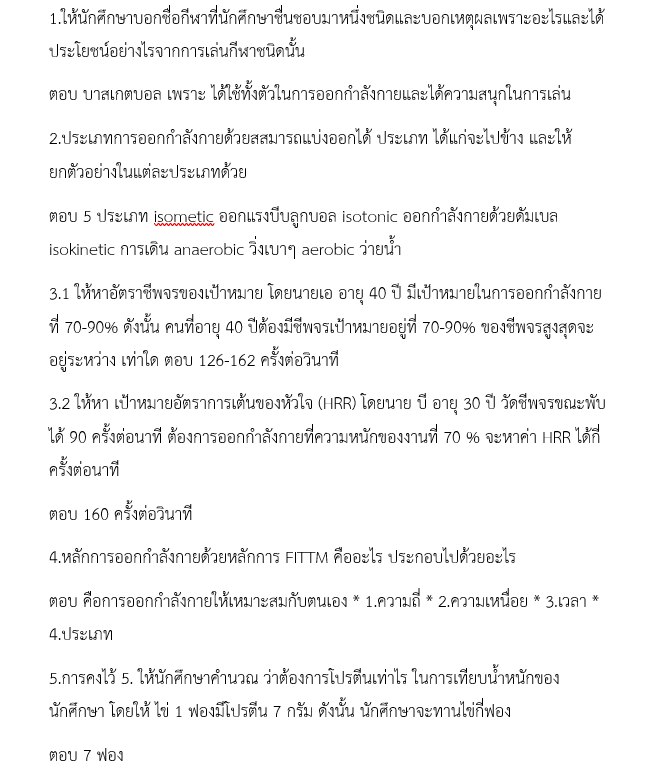 1.ให้นักศึกษาบอกชื่อกีฬาที่นักศึกษาชื่นชอบมาหนึ่งชนิดและบอกเหตุผลเพราะอะไรและได้
ประโยชน์อย่างไรจากการเล่นกีฬาชนิดนั้น
ตอบ บาสเกตบอล เพราะ ได้ใช้ทั้งตัวในการออกกำลังกายและได้ความสนุกในการเล่น
2.ประเภทการออกกำลังกายด้วยสสมารถแบ่งออกได้ ประเภท ได้แก่จะไปข้าง และให้
ยกตัวอย่างในแต่ละประเภทด้วย
ตอบ 5 ประเภท isometic ออกแรงบีบลูกบอล isotonic ออกกำลังกายด้วยดัมเบล
isokinetic การเดิน anaerobic วิ่งเบาๆ aerobic ว่ายน้ำ
3.1 ให้หาอัตราชีพจรของเป้าหมาย โดยนายเอ อายุ 40 ปี มีเป้าหมายในการออกกำลังกาย
ที่ 70-90% ดังนั้น คนที่อายุ 40 ปีต้องมีชีพจรเป้าหมายอยู่ที่ 70-90% ของชีพจรสูงสุดจะ
อยู่ระหว่าง เท่าใด ตอบ 126-162 ครั้งต่อวินาที
3.2 ให้หา เป้าหมายอัตราการเต้นของหัวใจ (HRR) โดยนาย บี อายุ 30 ปี วัดชีพจรขณะพับ
ได้ 90 ครั้งต่อนาที ต้องการออกกำลังกายที่ความหนักของงานที่ 70 % จะหาค่า HRR ได้กี่
ครั้งต่อนาที
ตอบ 160 ครั้งต่อวินาที
4.หลักการออกกำลังกายด้วยหลักการ FITTM คืออะไร ประกอบไปด้วยอะไร
ตอบ คือการออกกำลังกายให้เหมาะสมกับตนเอง * 1.ความถี่ * 2.ความเหนื่อย * 3.เวลา *
4.ประเภท
5.การคงไว้ 5. ให้นักศึกษาคำนวณ ว่าต้องการโปรตีนเท่าไร ในการเทียบน้ำหนักของ
นักศึกษา โดยให้ ไข่ 1 ฟองมีโปรตีน 7 กรัม ดังนั้น นักศึกษาจะทานไข่กี่ฟอง
ตอบ 7 ฟอง